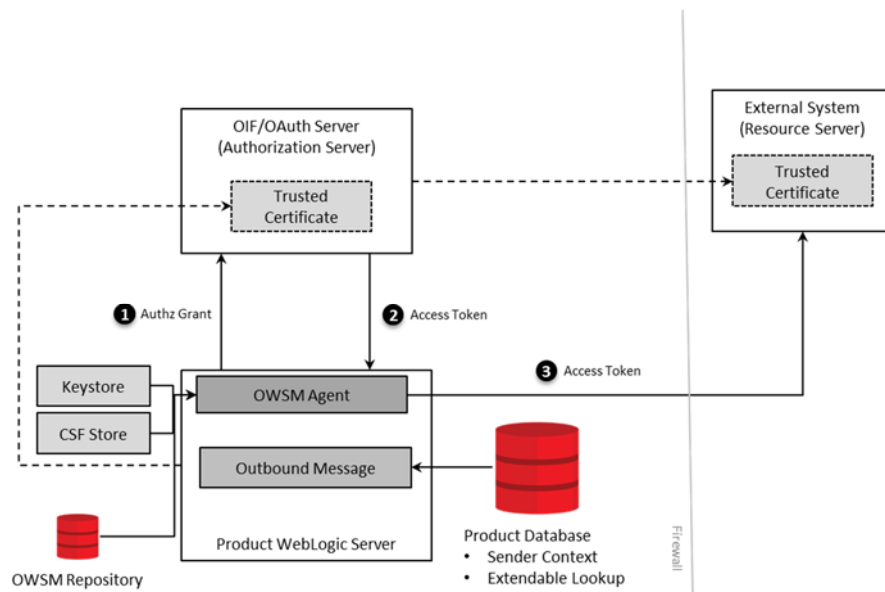 OIF/OAuth Server
(Authorization Server)
Trusted
Certificate
External System
(Resource Server)
Trusted
Certificate
1 Authz Grant
2 Access Token
3 Access Token
Keystore
CSF Store
OWSM Agent
Outbound Message
Product WebLogic Server
OWSM Repository
Product Database
• Sender Context
• Extendable Lookup
Firewall